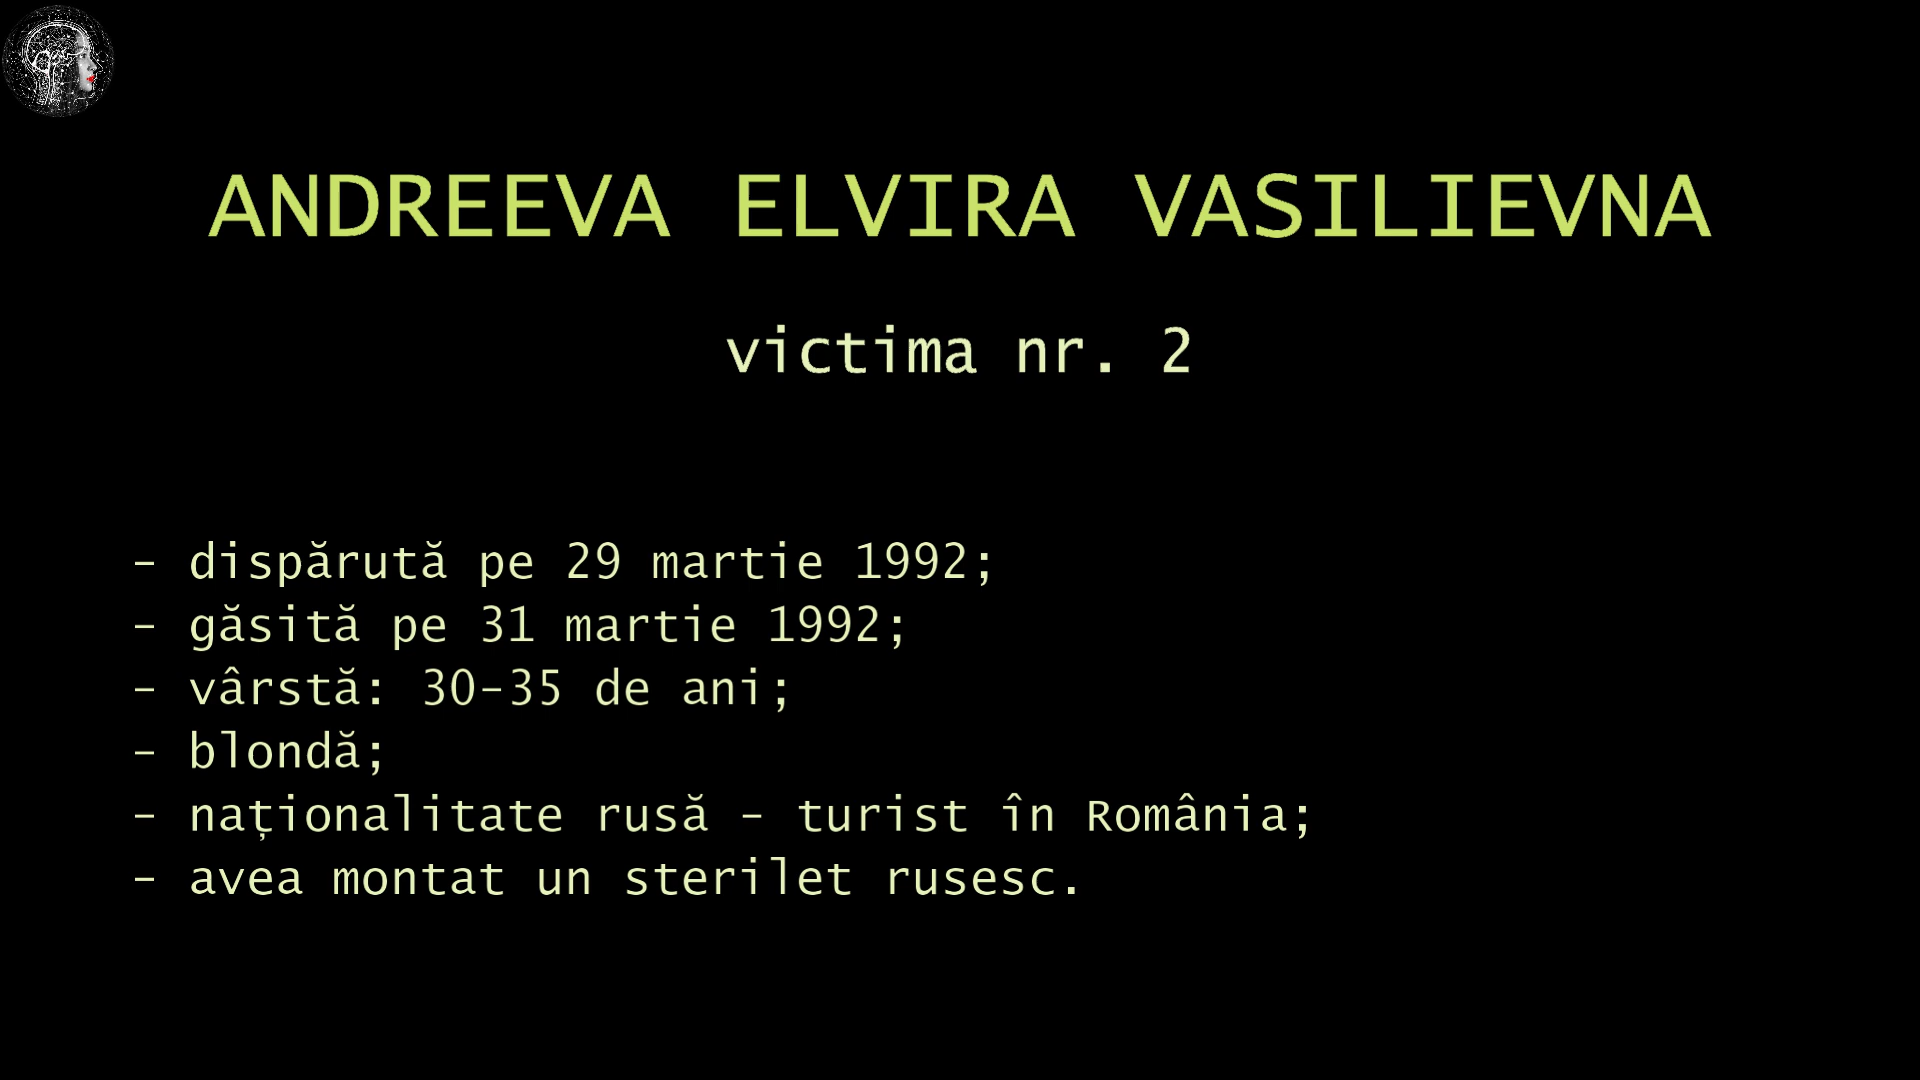 ANDREEVA ELVIRA VASILIEVNA
victima nr. 2
- dispărută pe 29 martie 1992;
- găsită pe 31 martie 1992;
- vârstă: 30-35 de ani;
- blondă;
- naționalitate rusă - turist în România;
- avea montat un sterilet rusesc.